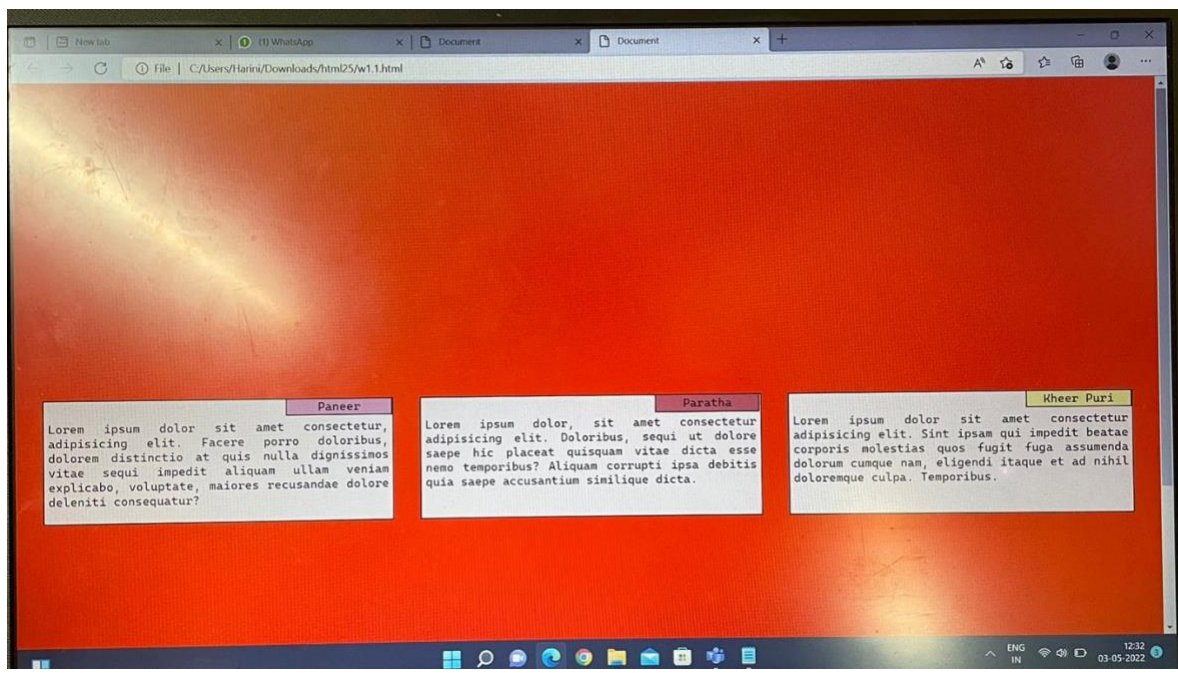 New tab
(1) WhatsApp
Document
Document
File | C:/Users/Harini/Downloads/html25/w1.1.html
Paneer
Lorem ipsum dolor sit amet consectetur,
adipisicing elit. Facere porro doloribus,
dolorem distinctio at quis nulla dignissimos
vitae sequi impedit aliquam ullam veniam
explicabo, voluptate, maiores recusandae dolore
deleniti consequatur?
Paratha
Lorem ipsum dolor, sit amet consectetur
adipisicing elit. Doloribus, sequi ut dolore
saepe hic placeat quisquam vitae dicta esse
nemo temporibus? Aliquam corrupti ipsa debitis
quia saepe accusantium similique dicta.
Kheer Puri
Lorem ipsum dolor sit amet consectetur
adipisicing elit. Sint ipsam qui impedit beatae
corporis molestias quos fugit fuga assumenda
dolorum cumque nam, eligendi itaque et ad nihil
doloremque culpa. Temporibus.
ENG
IN
12:32
03-05-2022
3